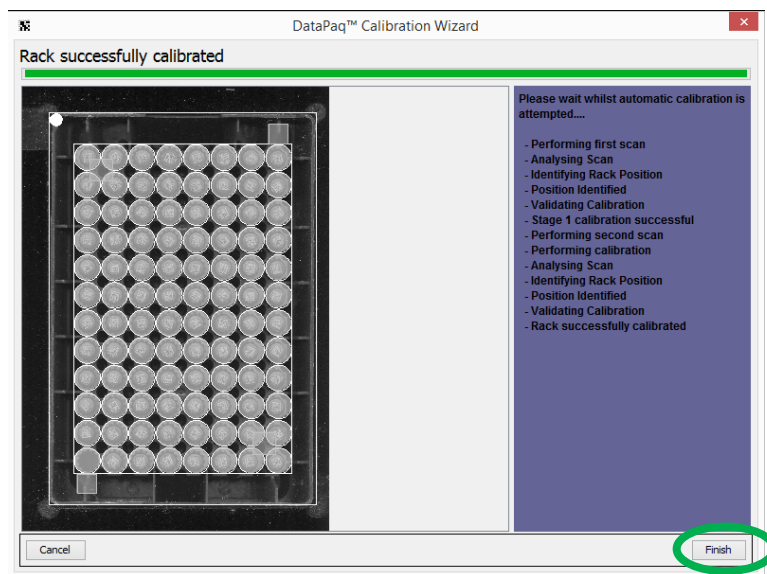 DataPaq™ Calibration Wizard
Rack successfully calibrated
Please wait whilst automatic calibration is
attempted....
- Performing first scan
- Analysing Scan
- Identifying Rack Position
- Position Identified
- Validating Calibration
- Stage 1 calibration successful
- Performing second scan
- Performing calibration
- Analysing Scan
- Identifying Rack Position
- Position Identified
- Validating Calibration
- Rack successfully calibrated
Cancel
Finish